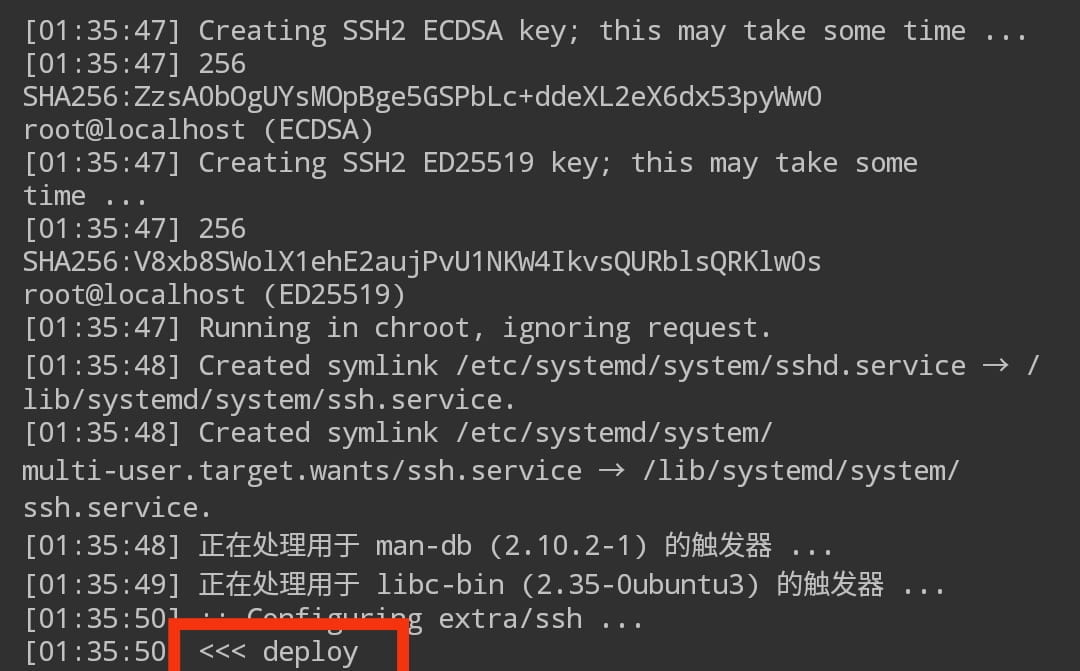 [01:35:47] Creating SSH2 ECDSA key; this may take some time ...
[01:35:47] 256
SHA256:ZzsA0bOgUYsMOpBge5GSPbLc+ddeXL2eX6dx53pyWw0
root@localhost (ECDSA)
[01:35:47] Creating SSH2 ED25519 key; this may take some
time ...
[01:35:47] 256
SHA256:V8xb8SWolX1ehE2aujPvU1NKW4IkvsQURblsQRKlw0s
root@localhost (ED25519)
[01:35:47] Running in chroot, ignoring request.
[01:35:48] Created symlink /etc/systemd/system/sshd.service → /
lib/systemd/system/ssh.service.
[01:35:48] Created symlink /etc/systemd/system/
multi-user.target.wants/ssh.service → /lib/systemd/system/
ssh.service.
[01:35:48] 正在处理用于 man-db (2.10.2-1) 的触发器 ...
[01:35:49] 正在处理用于 libc-bin (2.35-0ubuntu3) 的触发器 ...
[01:35:50] :: Configuring extra/ssh ...
[01:35:50 <<< deploy